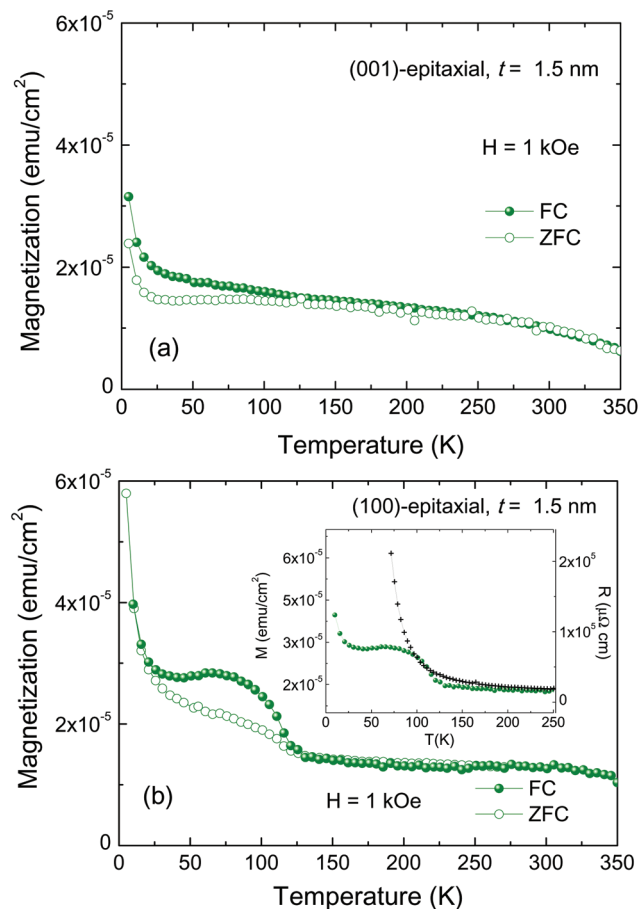 6x10⁻⁵
(001)-epitaxial, t = 1.5 nm
4x10⁻⁵
H = 1 kOe
FC
ZFC
2x10⁻⁵
Magnetization (emu/cm²)
(a)
0
0 50 100 150 200 250 300 350
Temperature (K)
6x10⁻⁵
(100)-epitaxial, t = 1.5 nm
6x10⁻⁵
5x10⁻⁵
3x10⁻⁵
2x10⁻⁵
M (emu/cm²)
2x10⁵
1x10⁵
0
R (μΩ cm)
0 50 100 150 200 250
T(K)
4x10⁻⁵
2x10⁻⁵
Magnetization (emu/cm²)
(b)
H = 1 kOe
FC
ZFC
0
0 50 100 150 200 250 300 350
Temperature (K)